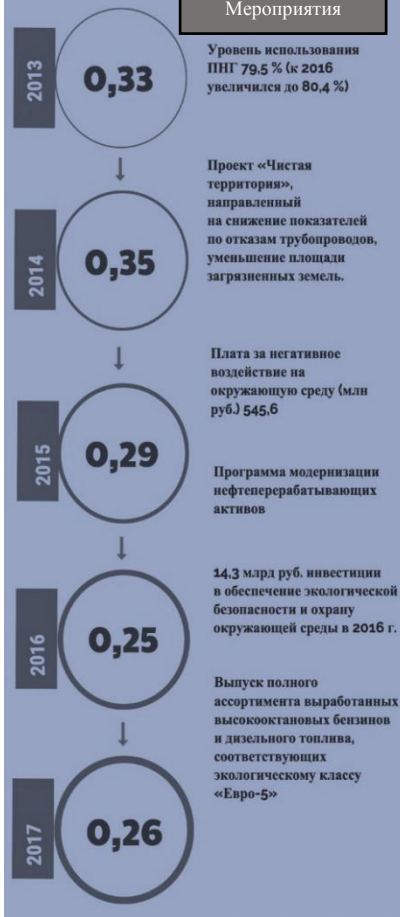 Мероприятия
2013
0,33
Уровень использования
ПНГ 79,5 % (к 2016
увеличился до 80,4 %)
Проект «Чистая
территория»,
направленный
на снижение показателей
по отказам трубопроводов,
уменьшение площади
загрязненных земель.
2014
0,35
Плата за негативное
воздействие на
окружающую среду (млн
руб.) 545,6
2015
0,29
Программа модернизации
нефтеперерабатывающих
активов
14,3 млрд руб. инвестиции
в обеспечение экологической
безопасности и охрану
окружающей среды в 2016 г.
2016
0,25
Выпуск полного
ассортимента выработанных
высокооктановых бензинов
и дизельного топлива,
соответствующих
экологическому классу
«Евро-5»
2017
0,26